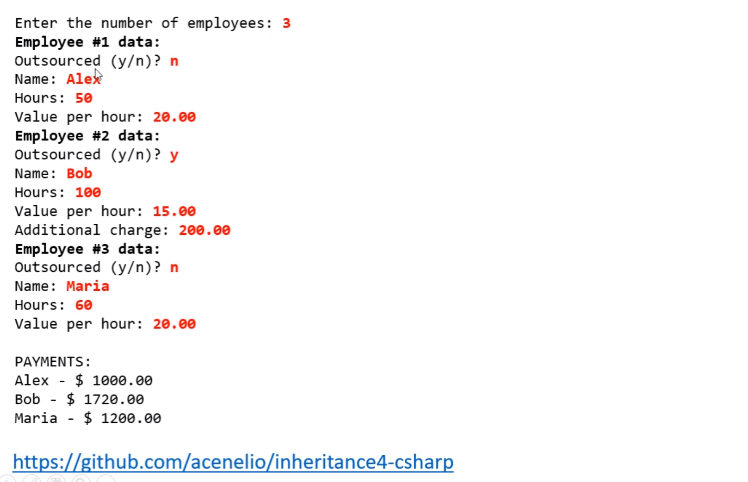 Enter the number of employees: 3
Employee #1 data:
Outsourced (y/n)? n
Name: Alex
Hours: 50
Value per hour: 20.00
Employee #2 data:
Outsourced (y/n)? y
Name: Bob
Hours: 100
Value per hour: 15.00
Additional charge: 200.00
Employee #3 data:
Outsourced (y/n)? n
Name: Maria
Hours: 60
Value per hour: 20.00
PAYMENTS:
Alex - $ 1000.00
Bob - $ 1720.00
Maria - $ 1200.00
https://github.com/acenelio/inheritance4-csharp